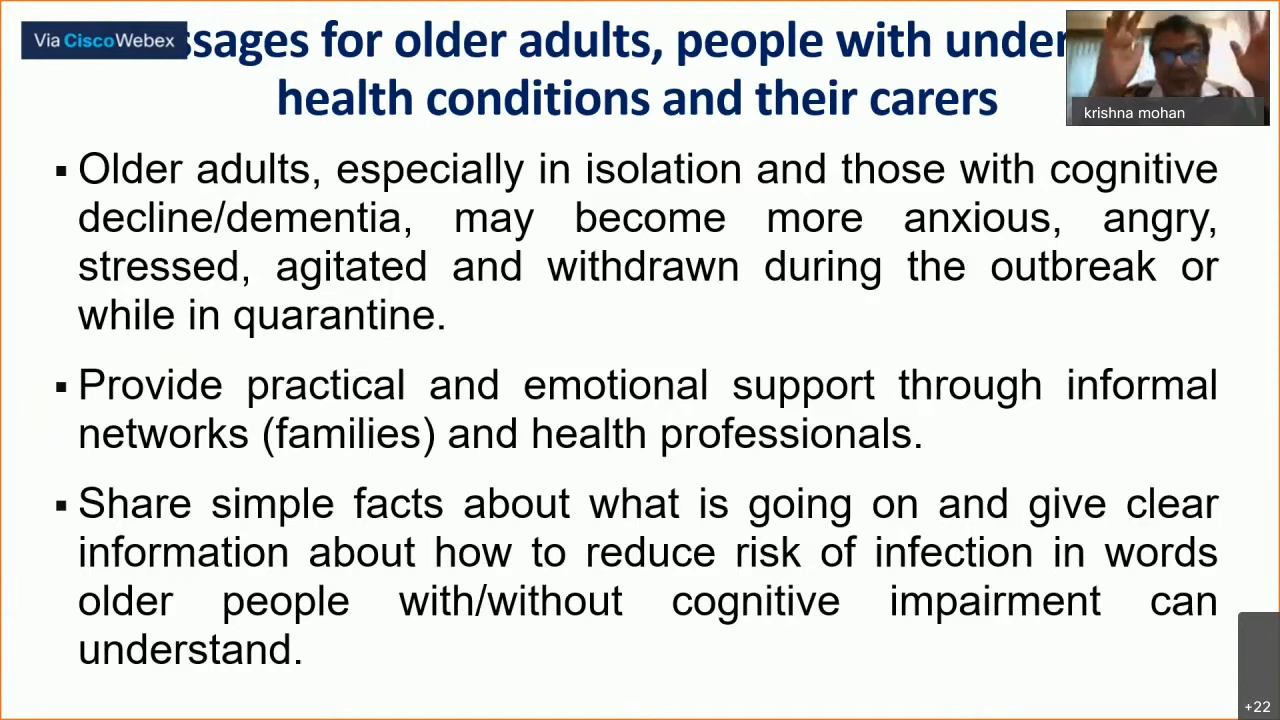 Via CiscoWebex
ssages for older adults, people with under
health conditions and their carers
krishna mohan
▪ Older adults, especially in isolation and those with cognitive
decline/dementia, may become more anxious, angry,
stressed, agitated and withdrawn during the outbreak or
while in quarantine.
▪ Provide practical and emotional support through informal
networks (families) and health professionals.
▪ Share simple facts about what is going on and give clear
information about how to reduce risk of infection in words
older people with/without cognitive impairment can
understand.
+22